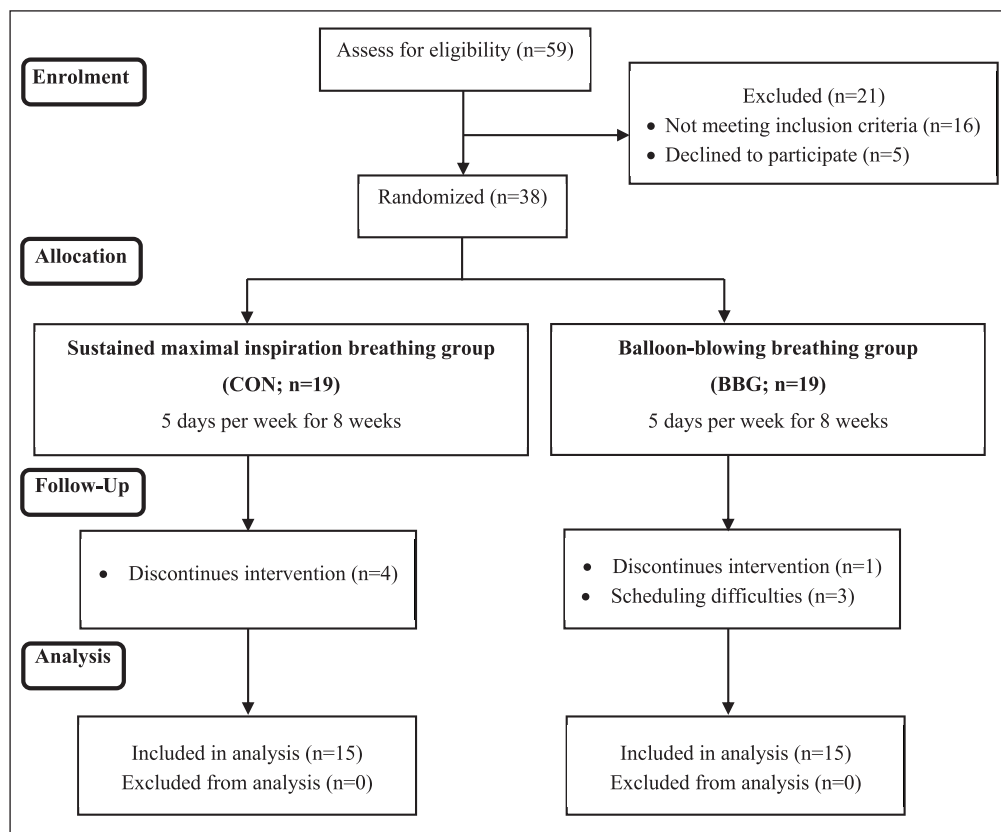 Assess for eligibility (n=59)
Enrolment
Excluded (n=21)
• Not meeting inclusion criteria (n=16)
• Declined to participate (n=5)
Randomized (n=38)
Allocation
Sustained maximal inspiration breathing group
(CON; n=19)
5 days per week for 8 weeks
Balloon-blowing breathing group
(BBG; n=19)
5 days per week for 8 weeks
Follow-Up
• Discontinues intervention (n=4)
• Discontinues intervention (n=1)
• Scheduling difficulties (n=3)
Analysis
Included in analysis (n=15)
Excluded from analysis (n=0)
Included in analysis (n=15)
Excluded from analysis (n=0)